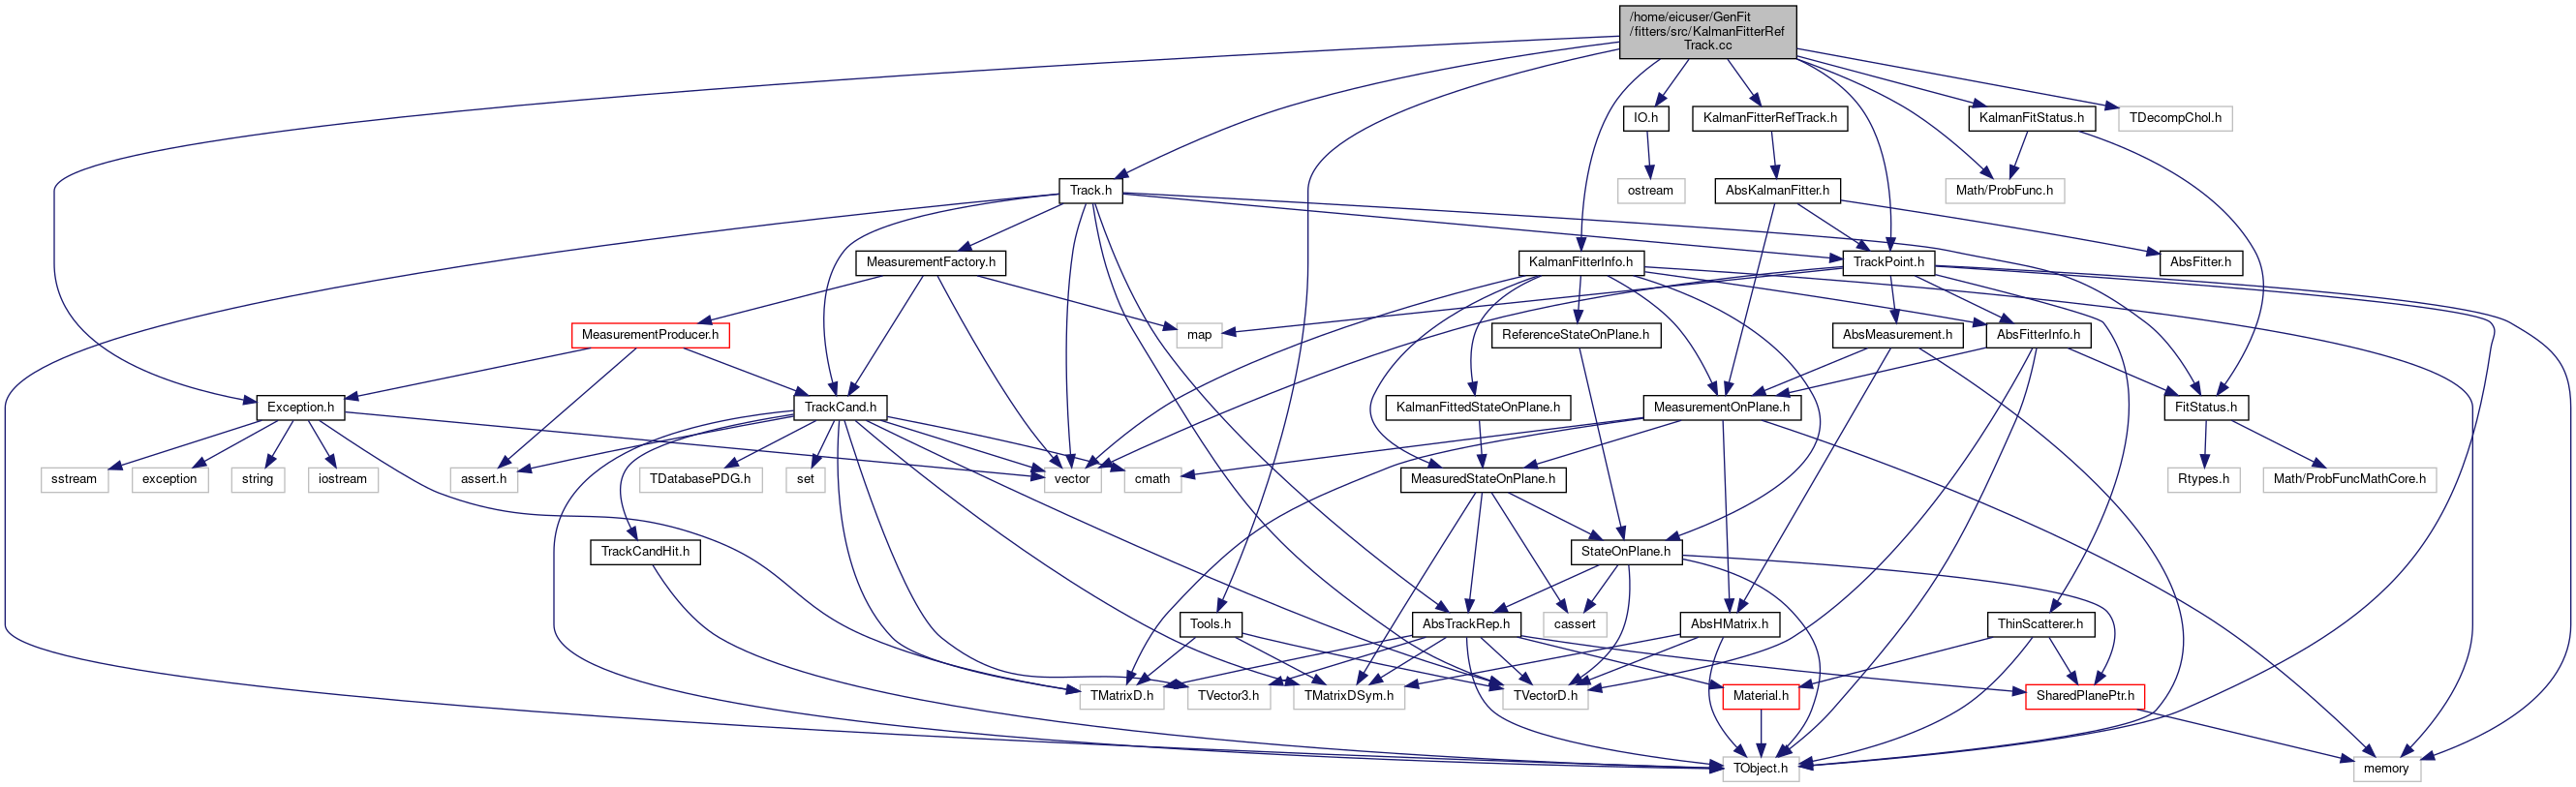 /home/eicuser/GenFit
/fitters/src/KalmanFitterRef
Track.cc
IO.h
KalmanFitterRefTrack.h
KalmanFitStatus.h
TDecompChol.h
Track.h
ostream
AbsKalmanFitter.h
Math/ProbFunc.h
MeasurementFactory.h
KalmanFitterInfo.h
TrackPoint.h
AbsFitter.h
MeasurementProducer.h
map
ReferenceStateOnPlane.h
AbsMeasurement.h
AbsFitterInfo.h
Exception.h
TrackCand.h
KalmanFittedStateOnPlane.h
MeasurementOnPlane.h
FitStatus.h
sstream
exception
string
iostream
assert.h
TDatabasePDG.h
set
vector
cmath
MeasuredStateOnPlane.h
Rtypes.h
Math/ProbFuncMathCore.h
TrackCandHit.h
StateOnPlane.h
Tools.h
AbsTrackRep.h
cassert
AbsHMatrix.h
ThinScatterer.h
TMatrixD.h
TVector3.h
TMatrixDSym.h
TVectorD.h
Material.h
SharedPlanePtr.h
TObject.h
memory